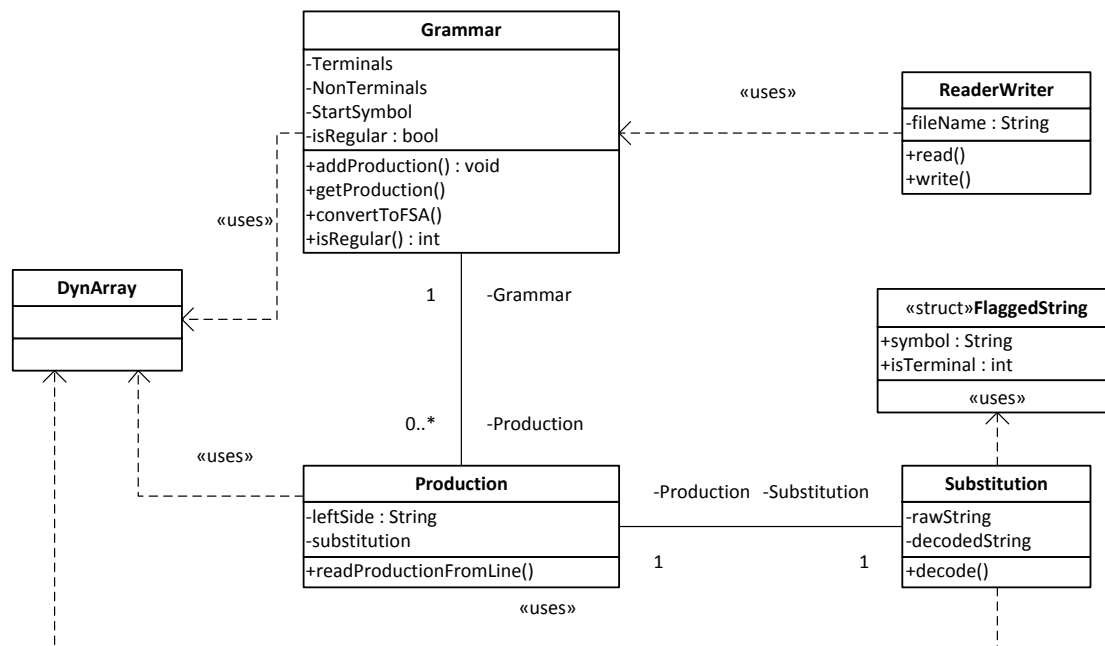 Grammar
-Terminals
-NonTerminals
-StartSymbol
-isRegular : bool
+addProduction() : void
+getProduction()
+convertToFSA()
+isRegular() : int
«uses»
ReaderWriter
-fileName : String
+read()
+write()
«uses»
DynArray
1
-Grammar
«struct»FlaggedString
+symbol : String
+isTerminal : int
«uses»
0..*
-Production
«uses»
Production
-leftSide : String
-substitution
+readProductionFromLine()
-Production
-Substitution
1
1
Substitution
-rawString
-decodedString
+decode()
«uses»